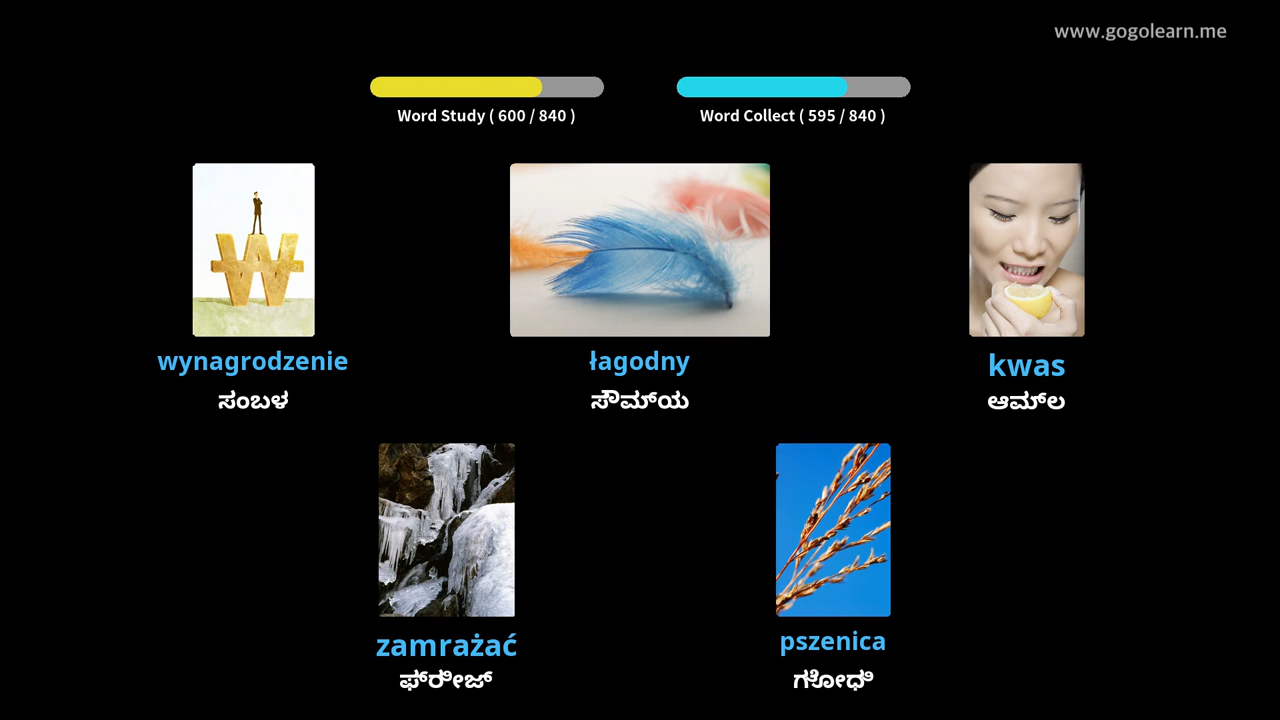 www.gogolearn.me
Word Study ( 600 / 840 )
Word Collect ( 595 / 840 )
wynagrodzenie
ಸಂಬಳ
łagodny
ಸೌಮ್‌ಯ
kwas
ಆಮ್‌ಲ
zamrażać
ಫ್‌ರೀಜ್
pszenica
ಗೋಧಿ